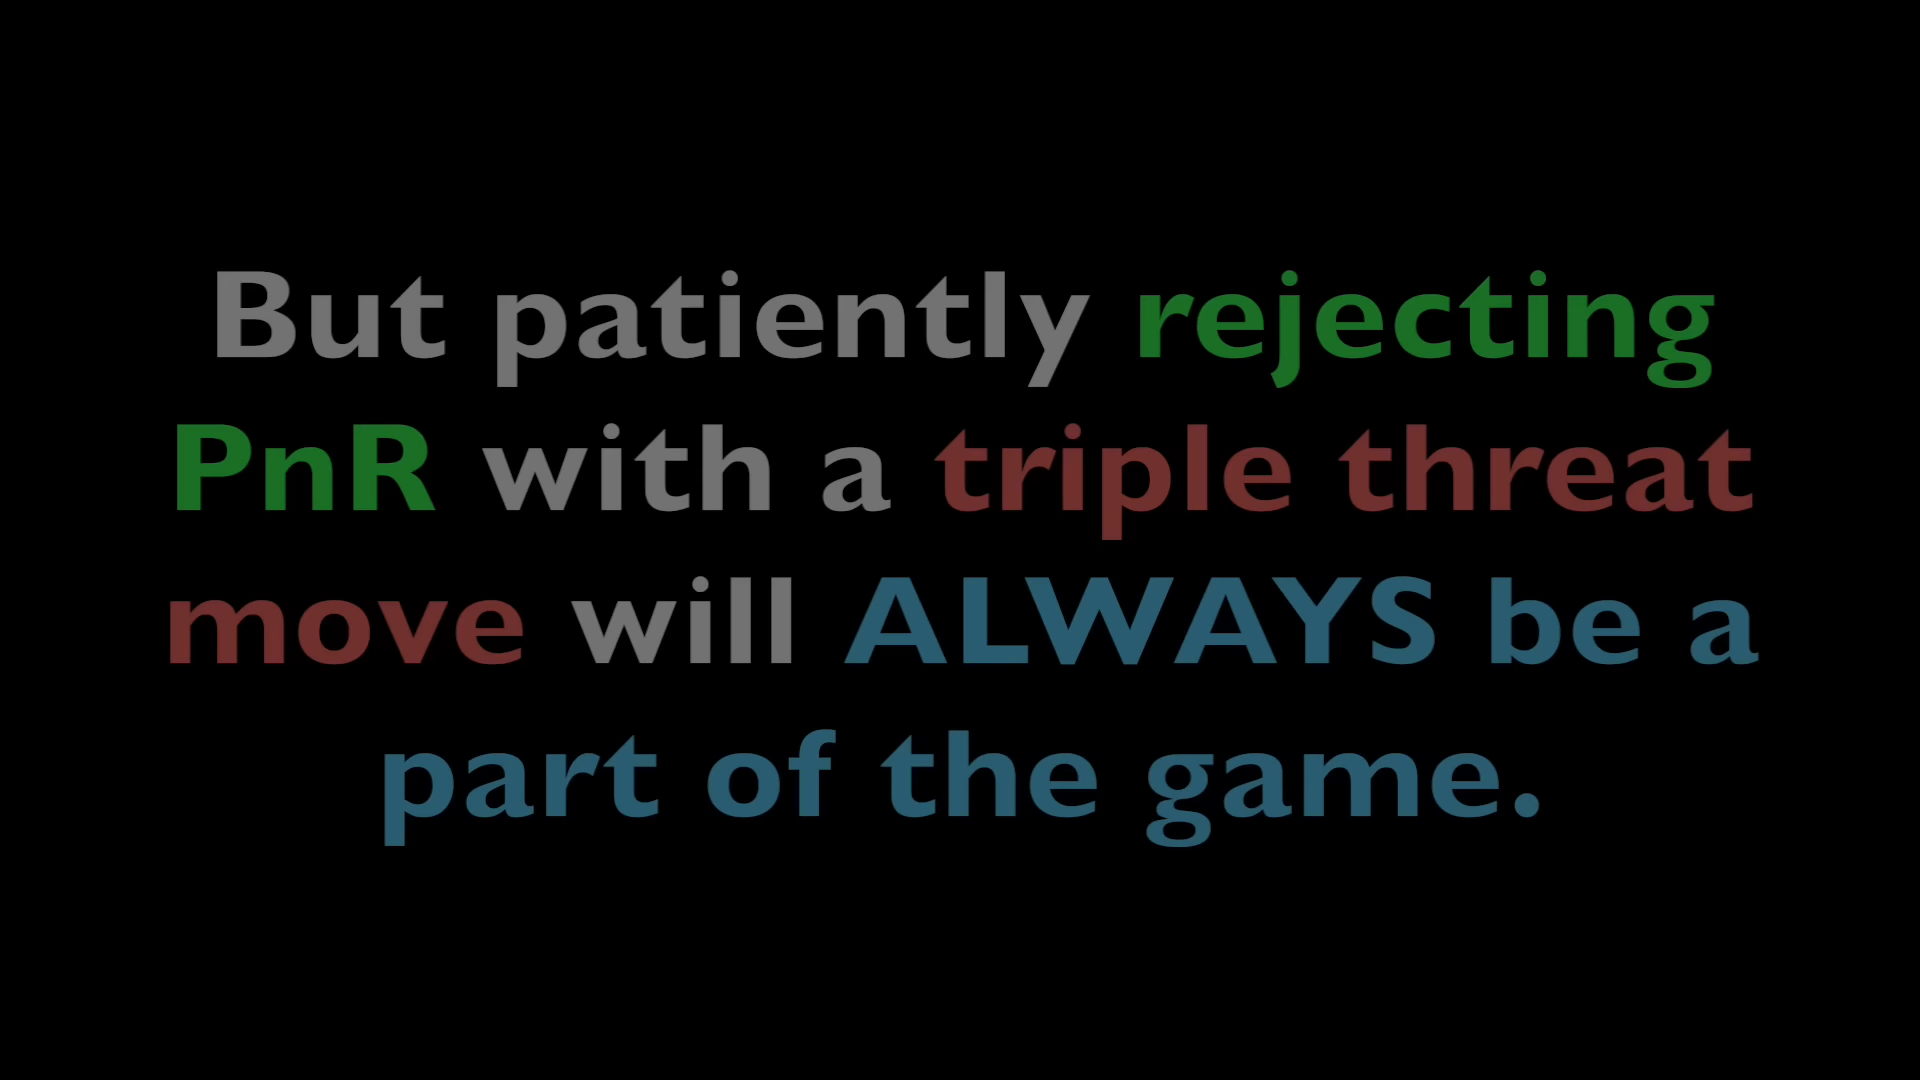 But patiently rejecting
PnR with a triple threat
move will ALWAYS be a
part of the game.